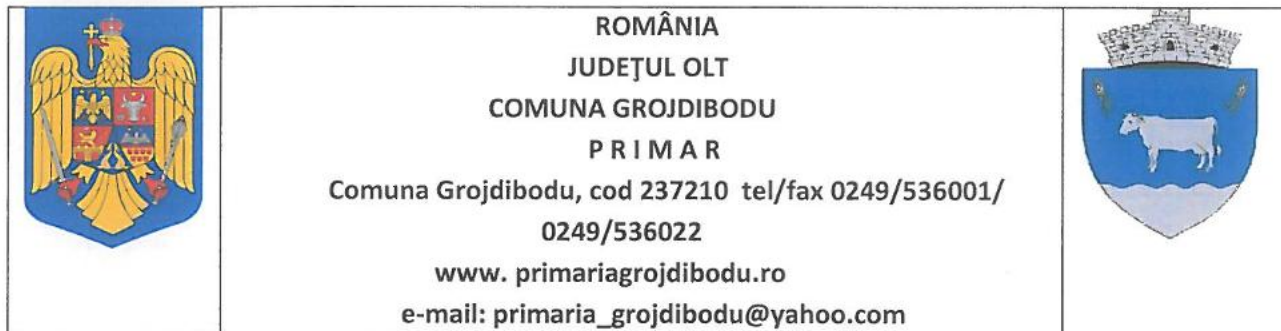 ROMÂNIA
JUDEŢUL OLT
COMUNA GROJDIBODU
P R I M A R
Comuna Grojdibodu, cod 237210 tel/fax 0249/536001/
0249/536022
www. primariagrojdibodu.ro
e-mail: primaria_grojdibodu@yahoo.com